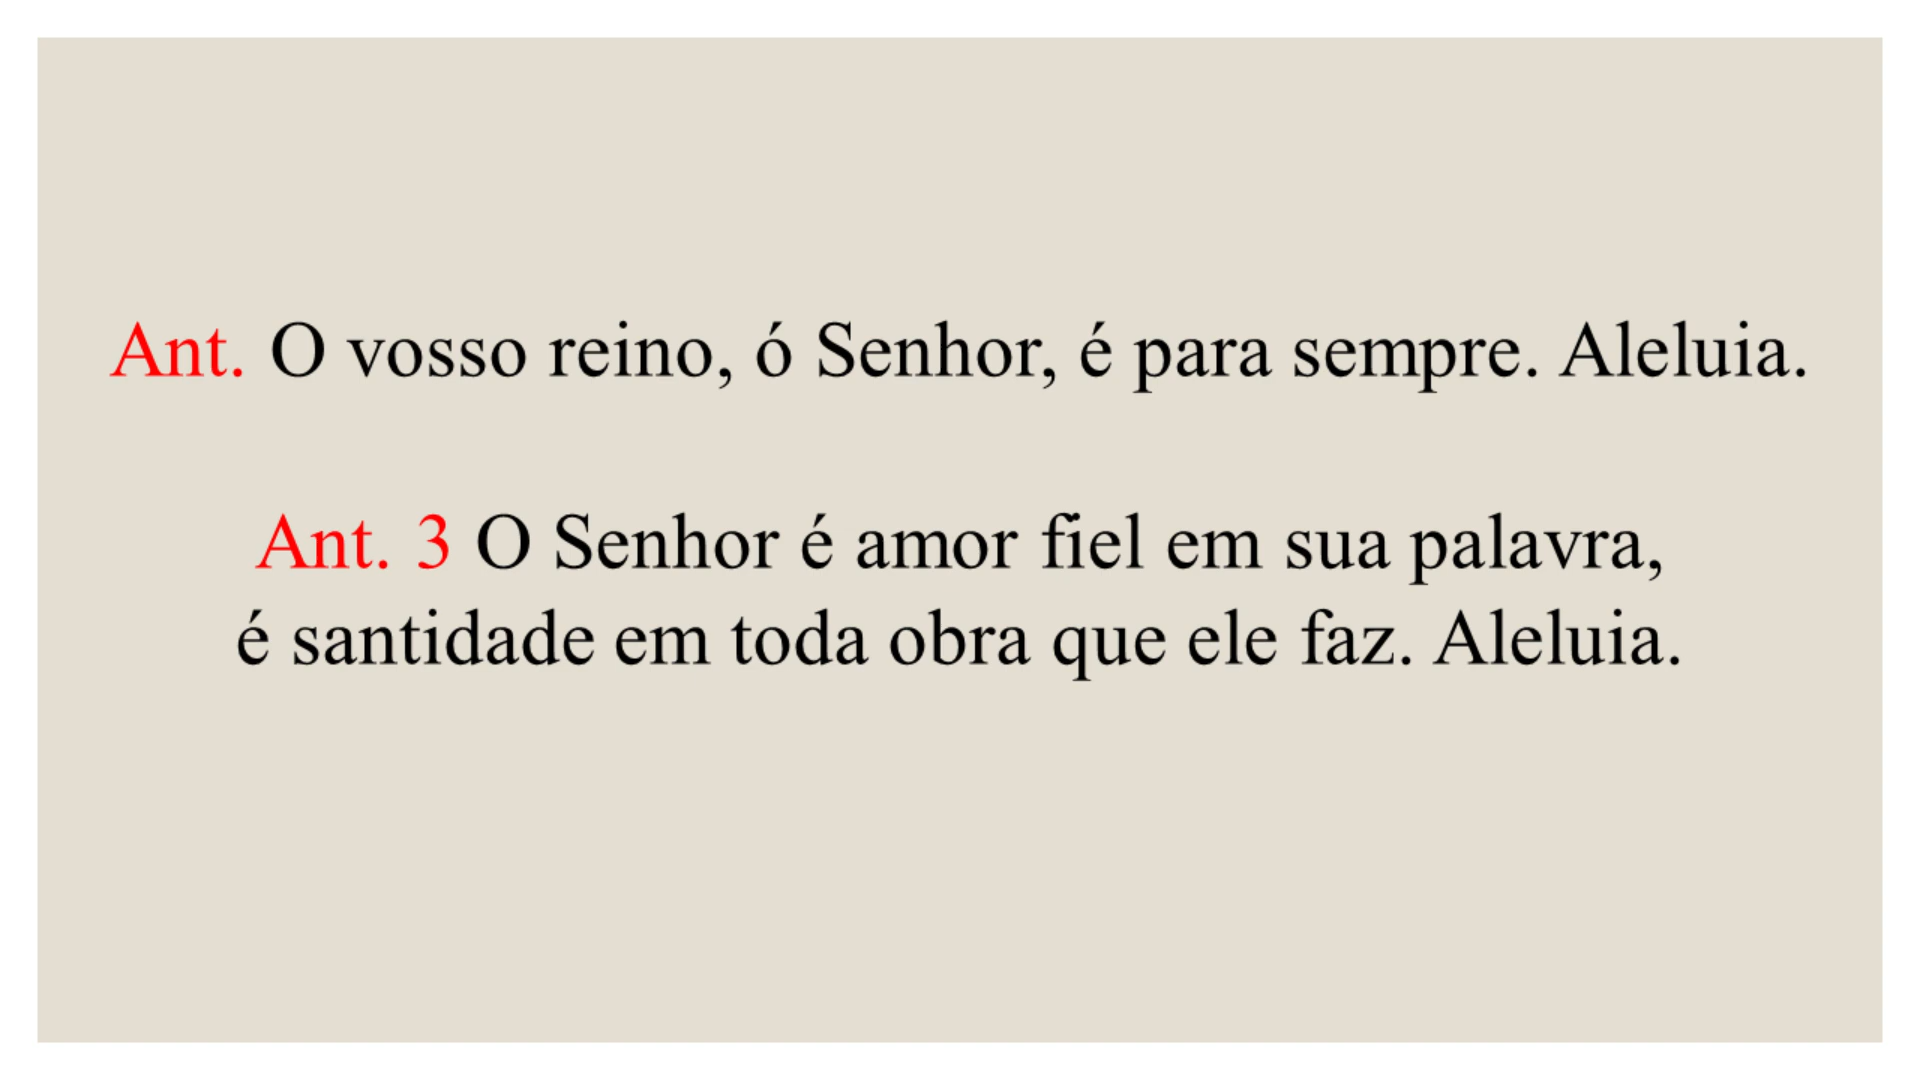 Ant. O vosso reino, ó Senhor, é para sempre. Aleluia.
Ant. 3 O Senhor é amor fiel em sua palavra,
é santidade em toda obra que ele faz. Aleluia.